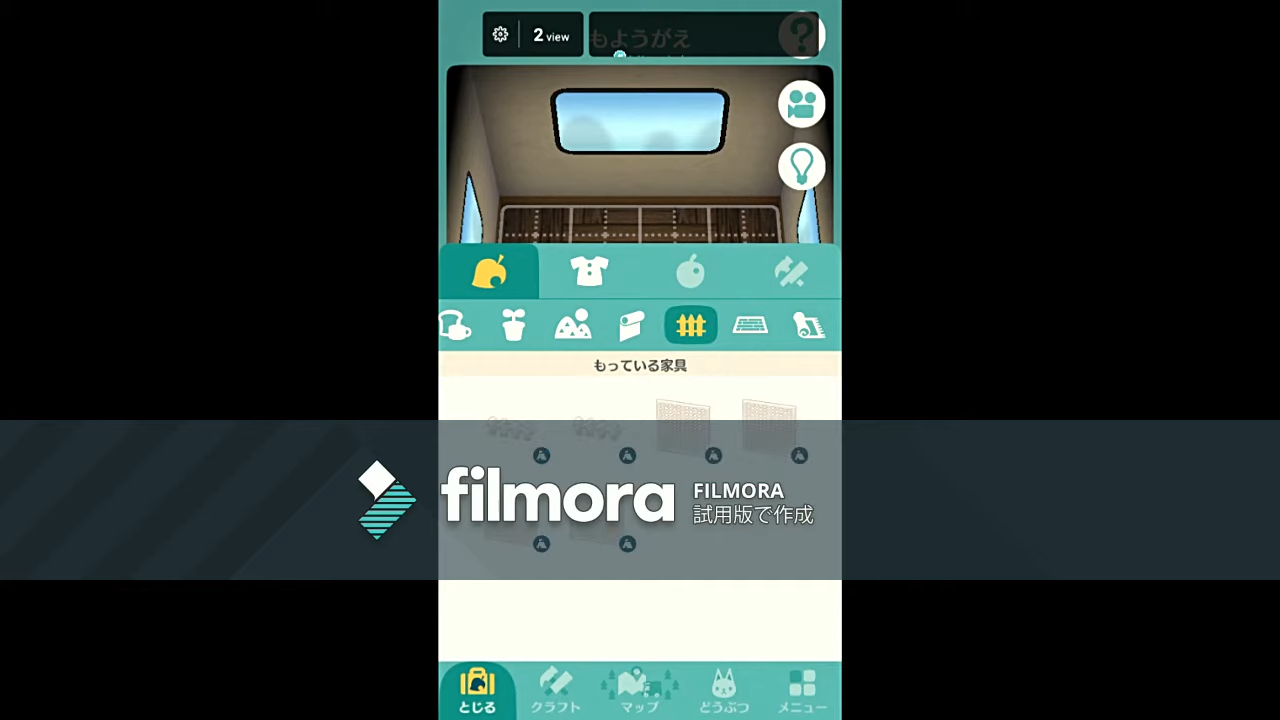 2 view
もようがえ
もっている家具
filmora
FILMORA
試用版で作成
とじる
クラフト
マップ
どうぶつ
メニュー